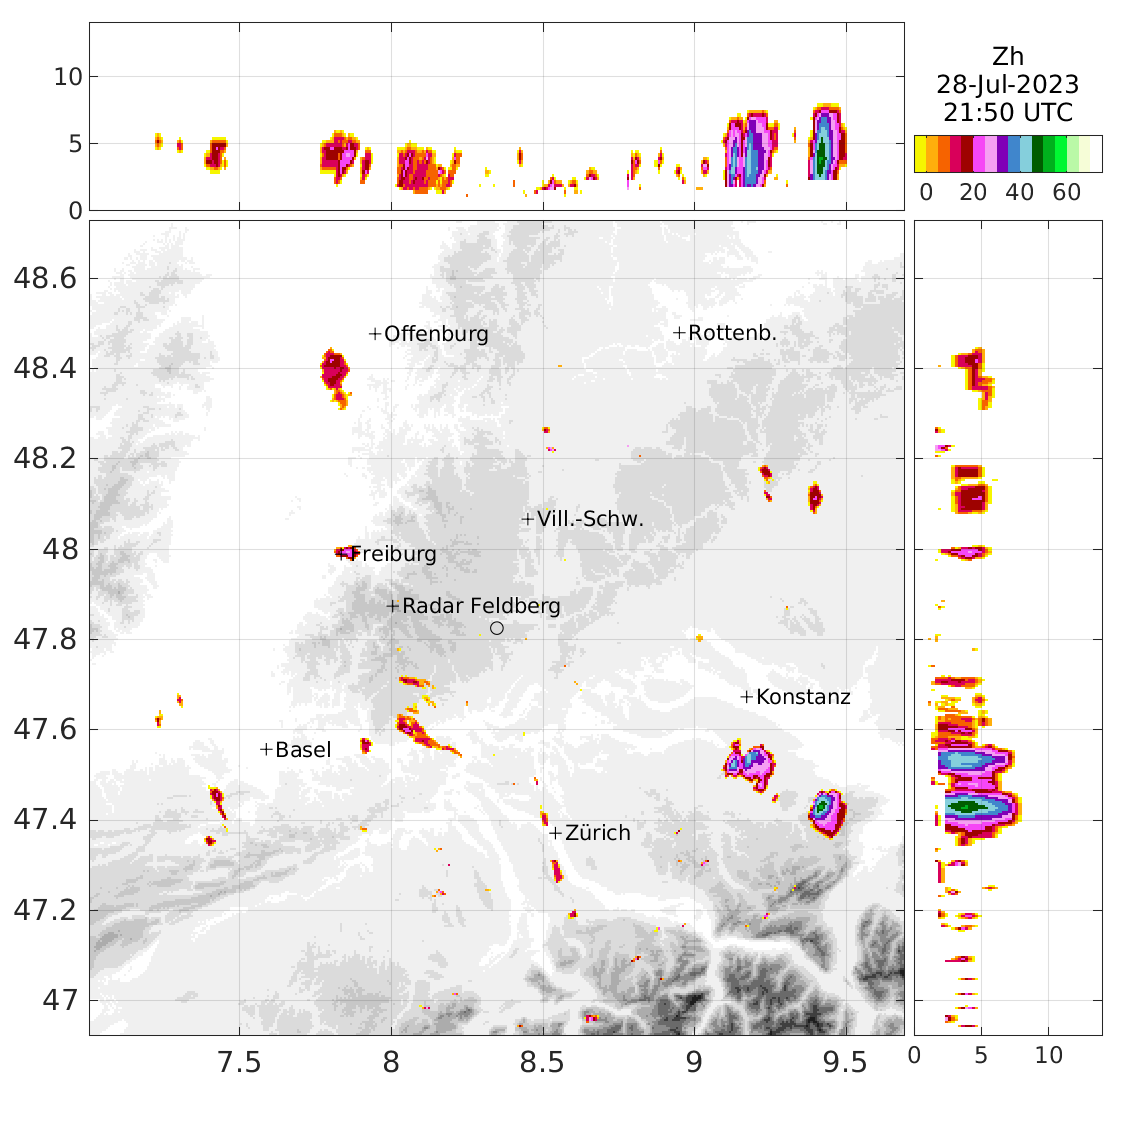 10
5
0
Zh
28-Jul-2023
21:50 UTC
0 20 40 60
48.6
48.4
48.2
48
47.8
47.6
47.4
47.2
47
Offenburg
Rottenb.
Vill.-Schw.
Freiburg
Radar Feldberg
Konstanz
Basel
Zürich
7.5 8 8.5 9 9.5
0 5 10